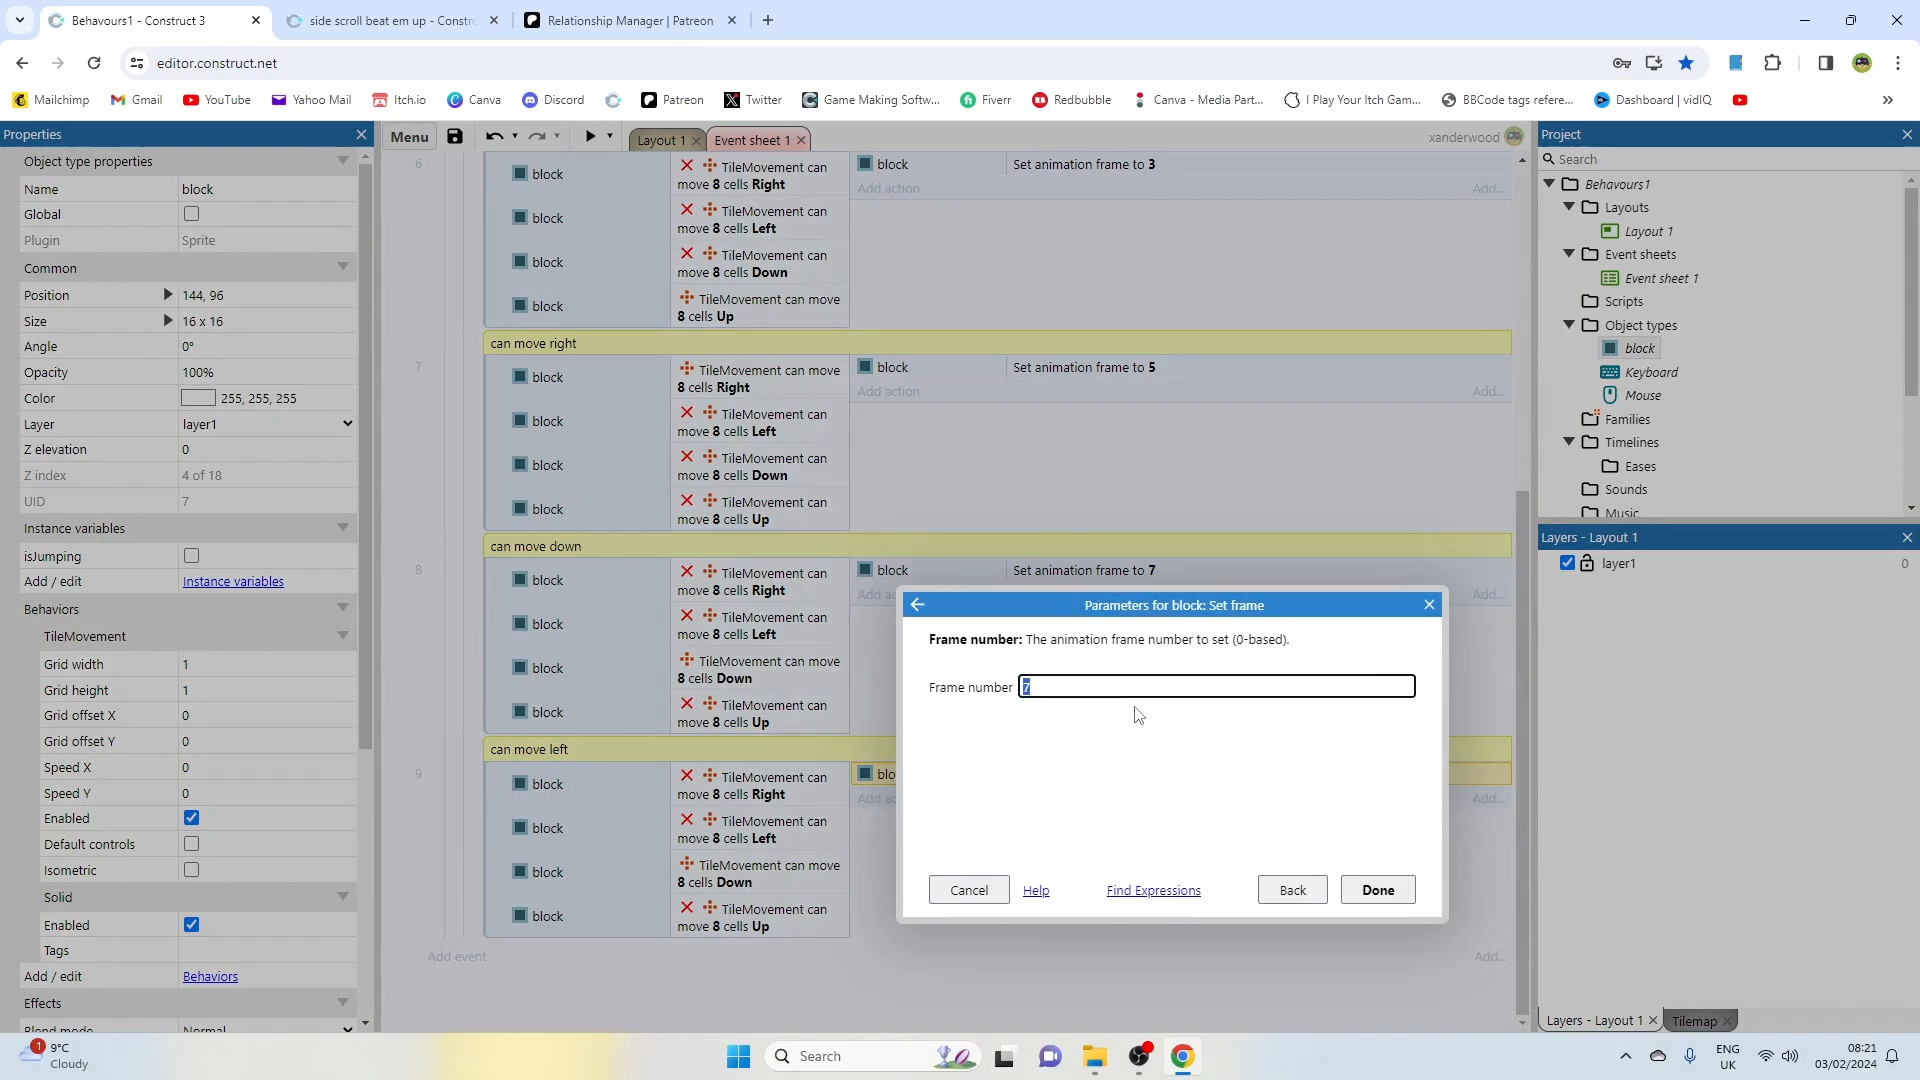 Behavours1 - Construct 3
side scroll beat em up - Constru
Relationship Manager | Patreon
editor.construct.net
Mailchimp
Gmail
YouTube
Yahoo Mail
Itch.io
Canva
Discord
Patreon
Twitter
Game Making Softw...
Fiverr
Redbubble
Canva - Media Part...
I Play Your Itch Gam...
BBCode tags refere...
Dashboard | vidIQ
Properties
Menu
Layout 1
Event sheet 1
xanderwood
Project
Object type properties
Name block
Global
Plugin Sprite
Common
Position 144, 96
Size 16 x 16
Angle 0°
Opacity 100%
Color 255, 255, 255
Layer layer1
Z elevation 0
Z index 4 of 18
UID 7
Instance variables
isJumping
Add / edit Instance variables
Behaviors
TileMovement
Grid width 1
Grid height 1
Grid offset X 0
Grid offset Y 0
Speed X 0
Speed Y 0
Enabled
Default controls
Isometric
Solid
Enabled
Tags
Add / edit Behaviors
Effects
Blend mode Normal
6
block TileMovement can move 8 cells Right
block Set animation frame to 3
Add action Add...
block TileMovement can move 8 cells Left
block TileMovement can move 8 cells Down
block TileMovement can move 8 cells Up
can move right
7
block TileMovement can move 8 cells Right
block Set animation frame to 5
Add action Add...
block TileMovement can move 8 cells Left
block TileMovement can move 8 cells Down
block TileMovement can move 8 cells Up
can move down
8
block TileMovement can move 8 cells Right
block Set animation frame to 7
Add...
block TileMovement can move 8 cells Left
block TileMovement can move 8 cells Down
block TileMovement can move 8 cells Up
can move left
9
block TileMovement can move 8 cells Right
Add...
block TileMovement can move 8 cells Left
block TileMovement can move 8 cells Down
block TileMovement can move 8 cells Up
Add event Add...
Parameters for block: Set frame
Frame number: The animation frame number to set (0-based).
Frame number 7
Cancel
Help
Find Expressions
Back
Done
Search
Behavours1
Layouts
Layout 1
Event sheets
Event sheet 1
Scripts
Object types
block
Keyboard
Mouse
Families
Timelines
Eases
Sounds
Music
Layers - Layout 1
layer1 0
Layers - Layout 1
Tilemap
1
9°C
Cloudy
Search
ENG
UK
08:21
03/02/2024